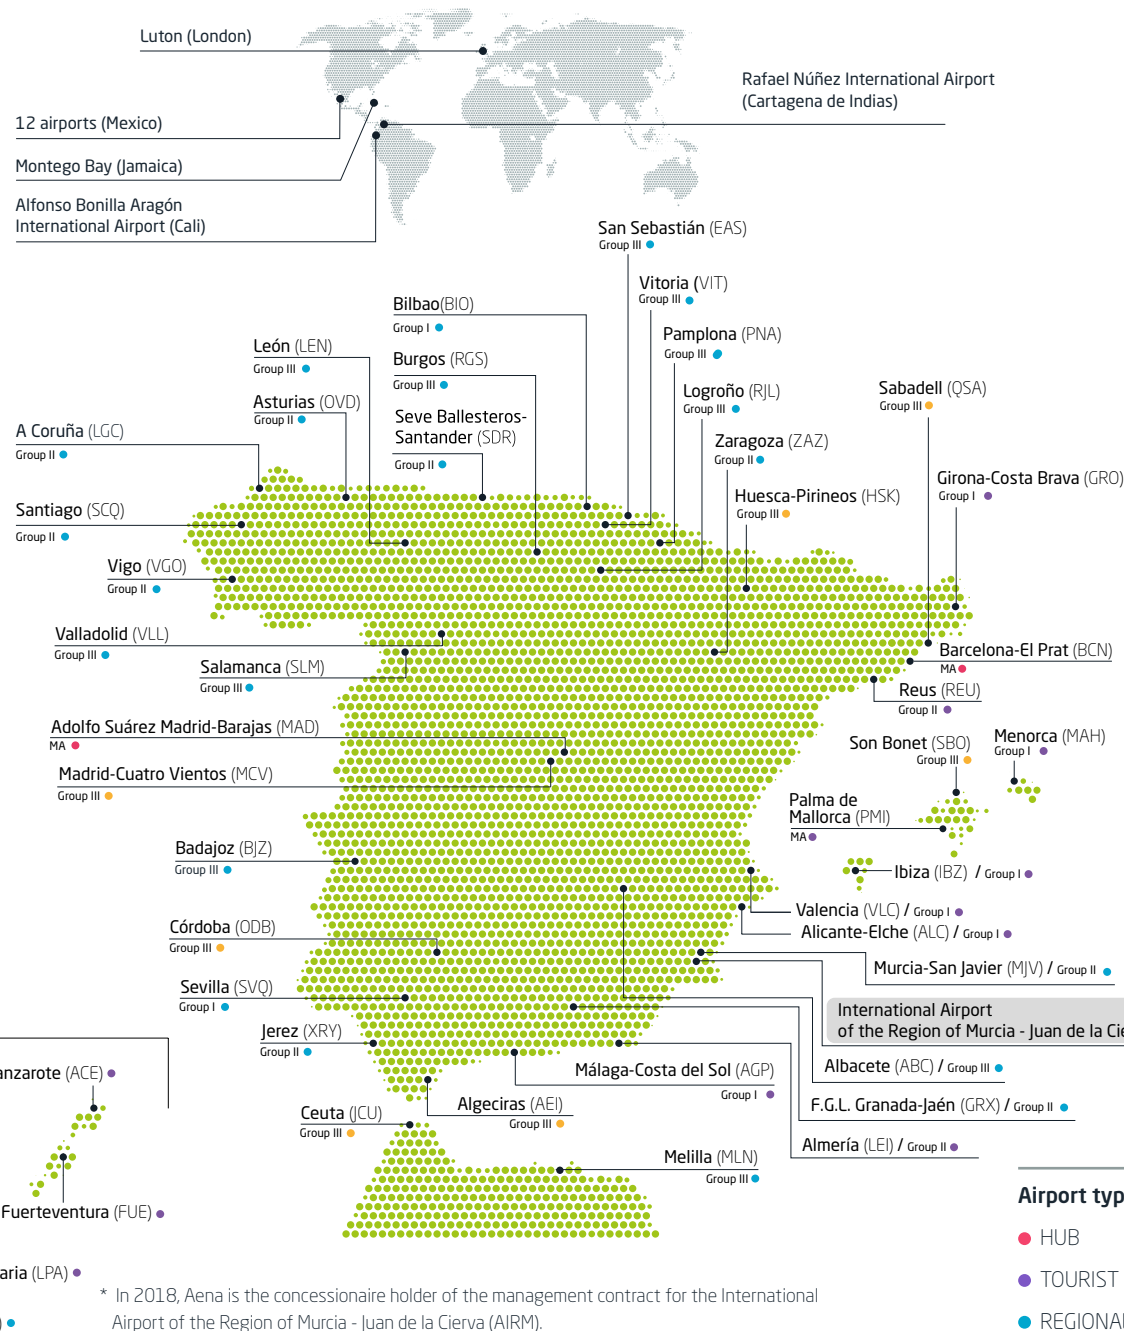 Luton (London)
Rafael Núñez International Airport
(Cartagena de Indias)
12 airports (Mexico)
Montego Bay (Jamaica)
Alfonso Bonilla Aragón
International Airport (Cali)
San Sebastián (EAS)
Group III
Vitoria (VIT)
Group III
Bilbao(BIO)
Group I
Pamplona (PNA)
Group III
León (LEN)
Group III
Burgos (RGS)
Group III
Logroño (RJL)
Group III
Sabadell (QSA)
Group III
Asturias (OVD)
Group II
Seve Ballesteros-
Santander (SDR)
Group II
A Coruña (LGC)
Group II
Zaragoza (ZAZ)
Group II
Girona-Costa Brava (GRO)
Group I
Huesca-Pirineos (HSK)
Group III
Santiago (SCQ)
Group II
Vigo (VGO)
Group II
Valladolid (VLL)
Group III
Salamanca (SLM)
Group III
Barcelona-El Prat (BCN)
MA
Reus (REU)
Group II
Adolfo Suárez Madrid-Barajas (MAD)
MA
Son Bonet (SBO)
Group III
Menorca (MAH)
Group I
Madrid-Cuatro Vientos (MCV)
Group III
Palma de
Mallorca (PMI)
MA
Badajoz (BJZ)
Group III
Ibiza (IBZ) / Group I
Valencia (VLC) / Group I
Alicante-Elche (ALC) / Group I
Córdoba (ODB)
Group III
Murcia-San Javier (MJV) / Group II
Sevilla (SVQ)
Group I
International Airport
of the Region of Murcia - Juan de la Cie
Jerez (XRY)
Group II
Albacete (ABC) / Group III
Málaga-Costa del Sol (AGP)
Group I
anzarote (ACE)
F.G.L. Granada-Jaén (GRX) / Group II
Algeciras (AEI)
Group III
Ceuta (JCU)
Group III
Almería (LEI) / Group II
Melilla (MLN)
Group III
Fuerteventura (FUE)
Airport typ
HUB
TOURIST
REGIONA
aria (LPA)
* In 2018, Aena is the concessionaire holder of the management contract for the International
Airport of the Region of Murcia - Juan de la Cierva (AIRM).